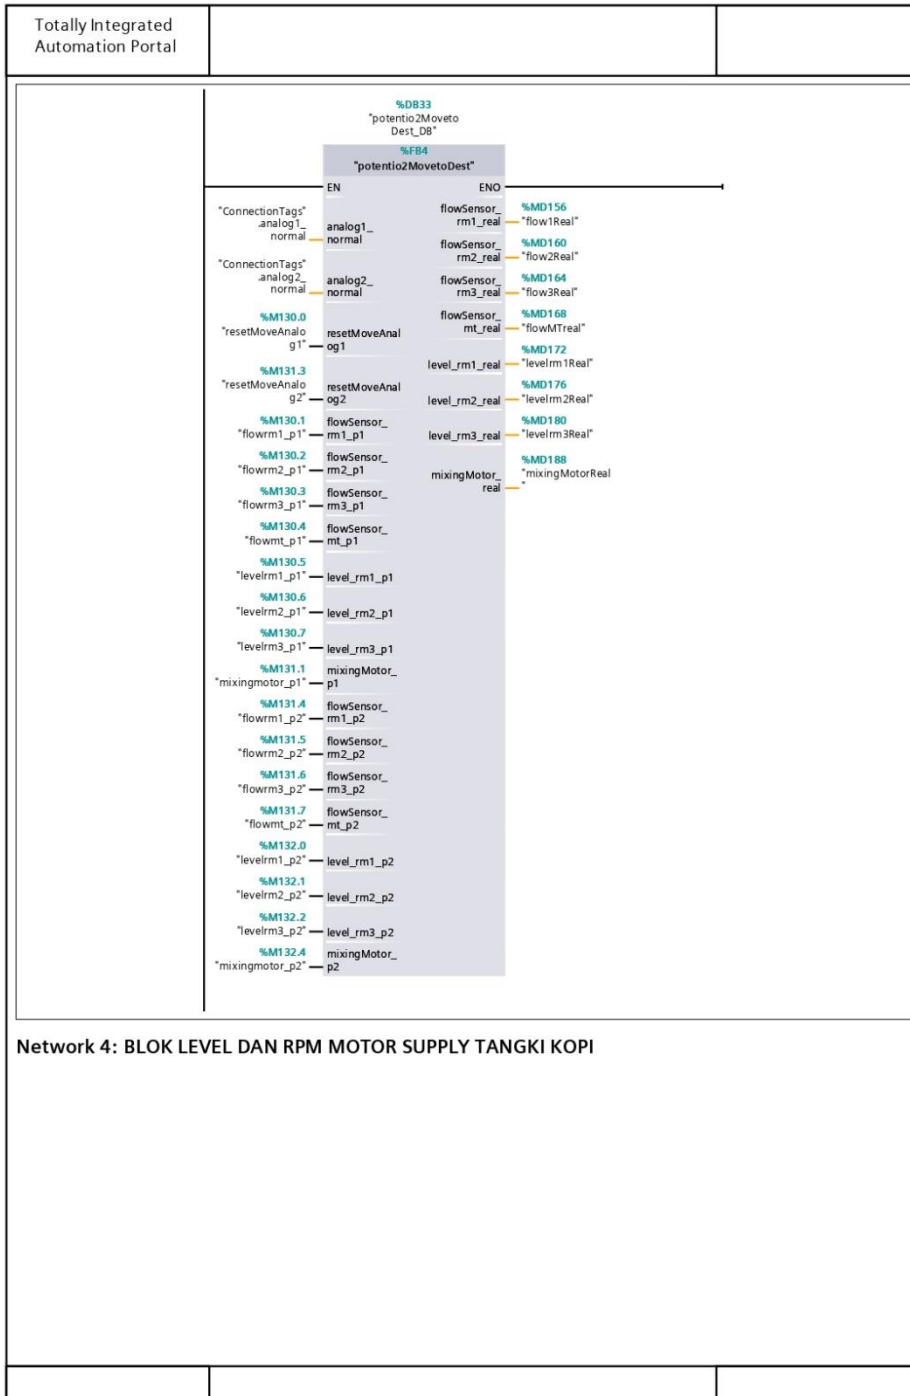 Totally Integrated
Automation Portal
%DB33
"potentio2Moveto
Dest_DB"
%FB4
"potentio2MovetoDest"
EN
ENO
"ConnectionTags"
.analog1_
normal
analog1_
normal
flowSensor_
rm1_real
%MD156
"flow1Real"
"ConnectionTags"
.analog2_
normal
analog2_
normal
flowSensor_
rm2_real
%MD160
"flow2Real"
flowSensor_
rm3_real
%MD164
"flow3Real"
%M130.0
"resetMoveAnalo
g1"
resetMoveAnal
og1
flowSensor_
mt_real
%MD168
"flowMTreal"
level_rm1_real
%MD172
"levelrm1Real"
%M131.3
"resetMoveAnalo
g2"
resetMoveAnal
og2
level_rm2_real
%MD176
"levelrm2Real"
%M130.1
"flowrm1_p1"
flowSensor_
rm1_p1
level_rm3_real
%MD180
"levelrm3Real"
%M130.2
"flowrm2_p1"
flowSensor_
rm2_p1
mixingMotor_
real
%MD188
"mixingMotorReal
"
%M130.3
"flowrm3_p1"
flowSensor_
rm3_p1
%M130.4
"flowmt_p1"
flowSensor_
mt_p1
%M130.5
"levelrm1_p1"
level_rm1_p1
%M130.6
"levelrm2_p1"
level_rm2_p1
%M130.7
"levelrm3_p1"
level_rm3_p1
%M131.1
"mixingmotor_p1"
mixingMotor_
p1
%M131.4
"flowrm1_p2"
flowSensor_
rm1_p2
%M131.5
"flowrm2_p2"
flowSensor_
rm2_p2
%M131.6
"flowrm3_p2"
flowSensor_
rm3_p2
%M131.7
"flowmt_p2"
flowSensor_
mt_p2
%M132.0
"levelrm1_p2"
level_rm1_p2
%M132.1
"levelrm2_p2"
level_rm2_p2
%M132.2
"levelrm3_p2"
level_rm3_p2
%M132.4
"mixingmotor_p2"
mixingMotor_
p2
Network 4: BLOK LEVEL DAN RPM MOTOR SUPPLY TANGKI KOPI